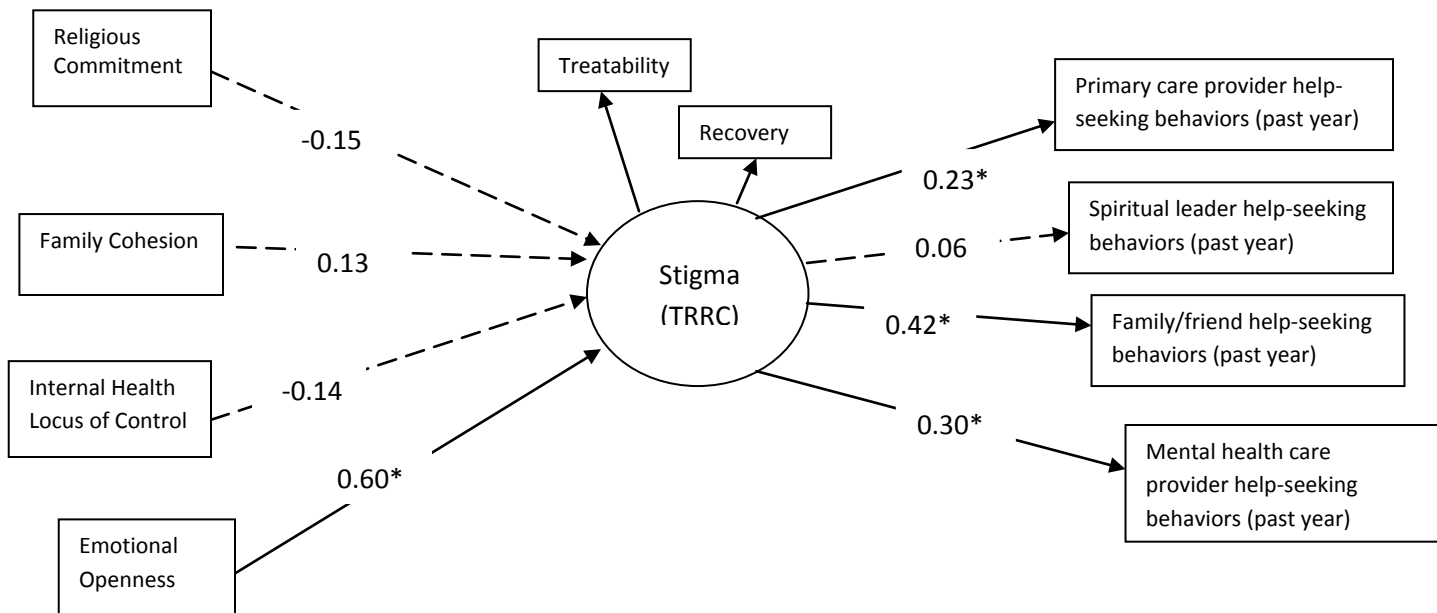 Religious
Commitment
Treatability
Recovery
Primary care provider help-
seeking behaviors (past year)
-0.15
0.23*
Spiritual leader help-seeking
behaviors (past year)
Family Cohesion
0.13
0.06
Stigma
(TRRC)
Family/friend help-seeking
behaviors (past year)
0.42*
Internal Health
Locus of Control
-0.14
0.30*
Mental health care
provider help-seeking
behaviors (past year)
0.60*
Emotional
Openness